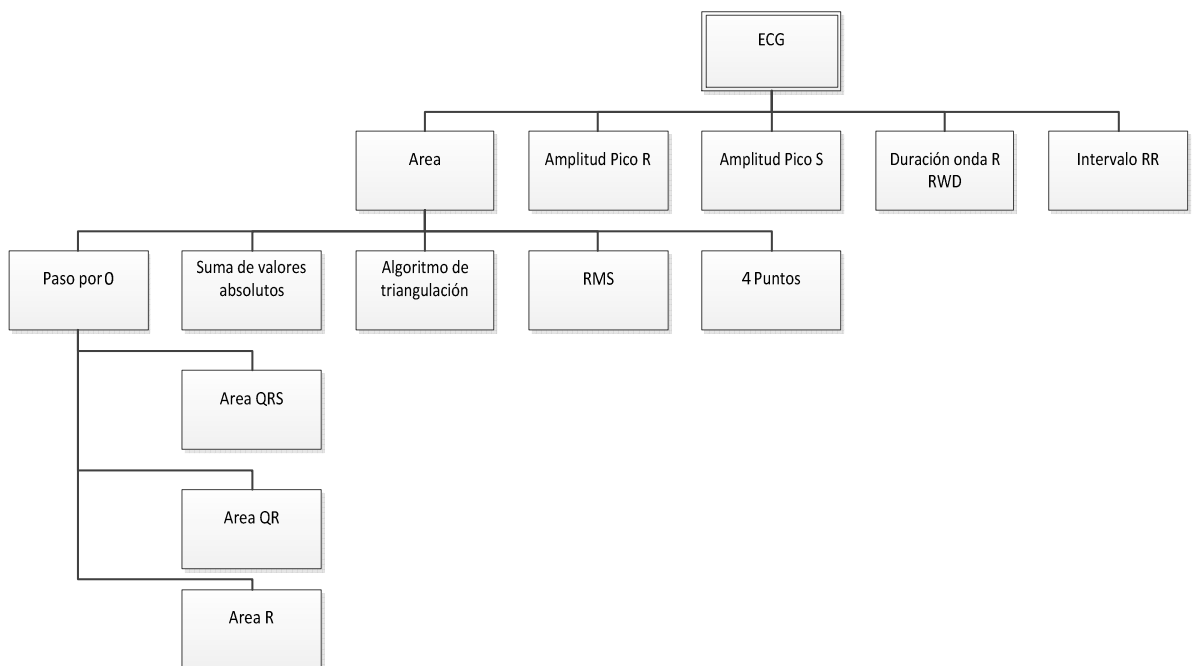 ECG
Area
Amplitud Pico R
Amplitud Pico S
Duración onda R
RWD
Intervalo RR
Paso por 0
Suma de valores
absolutos
Algoritmo de
triangulación
RMS
4 Puntos
Area QRS
Area QR
Area R